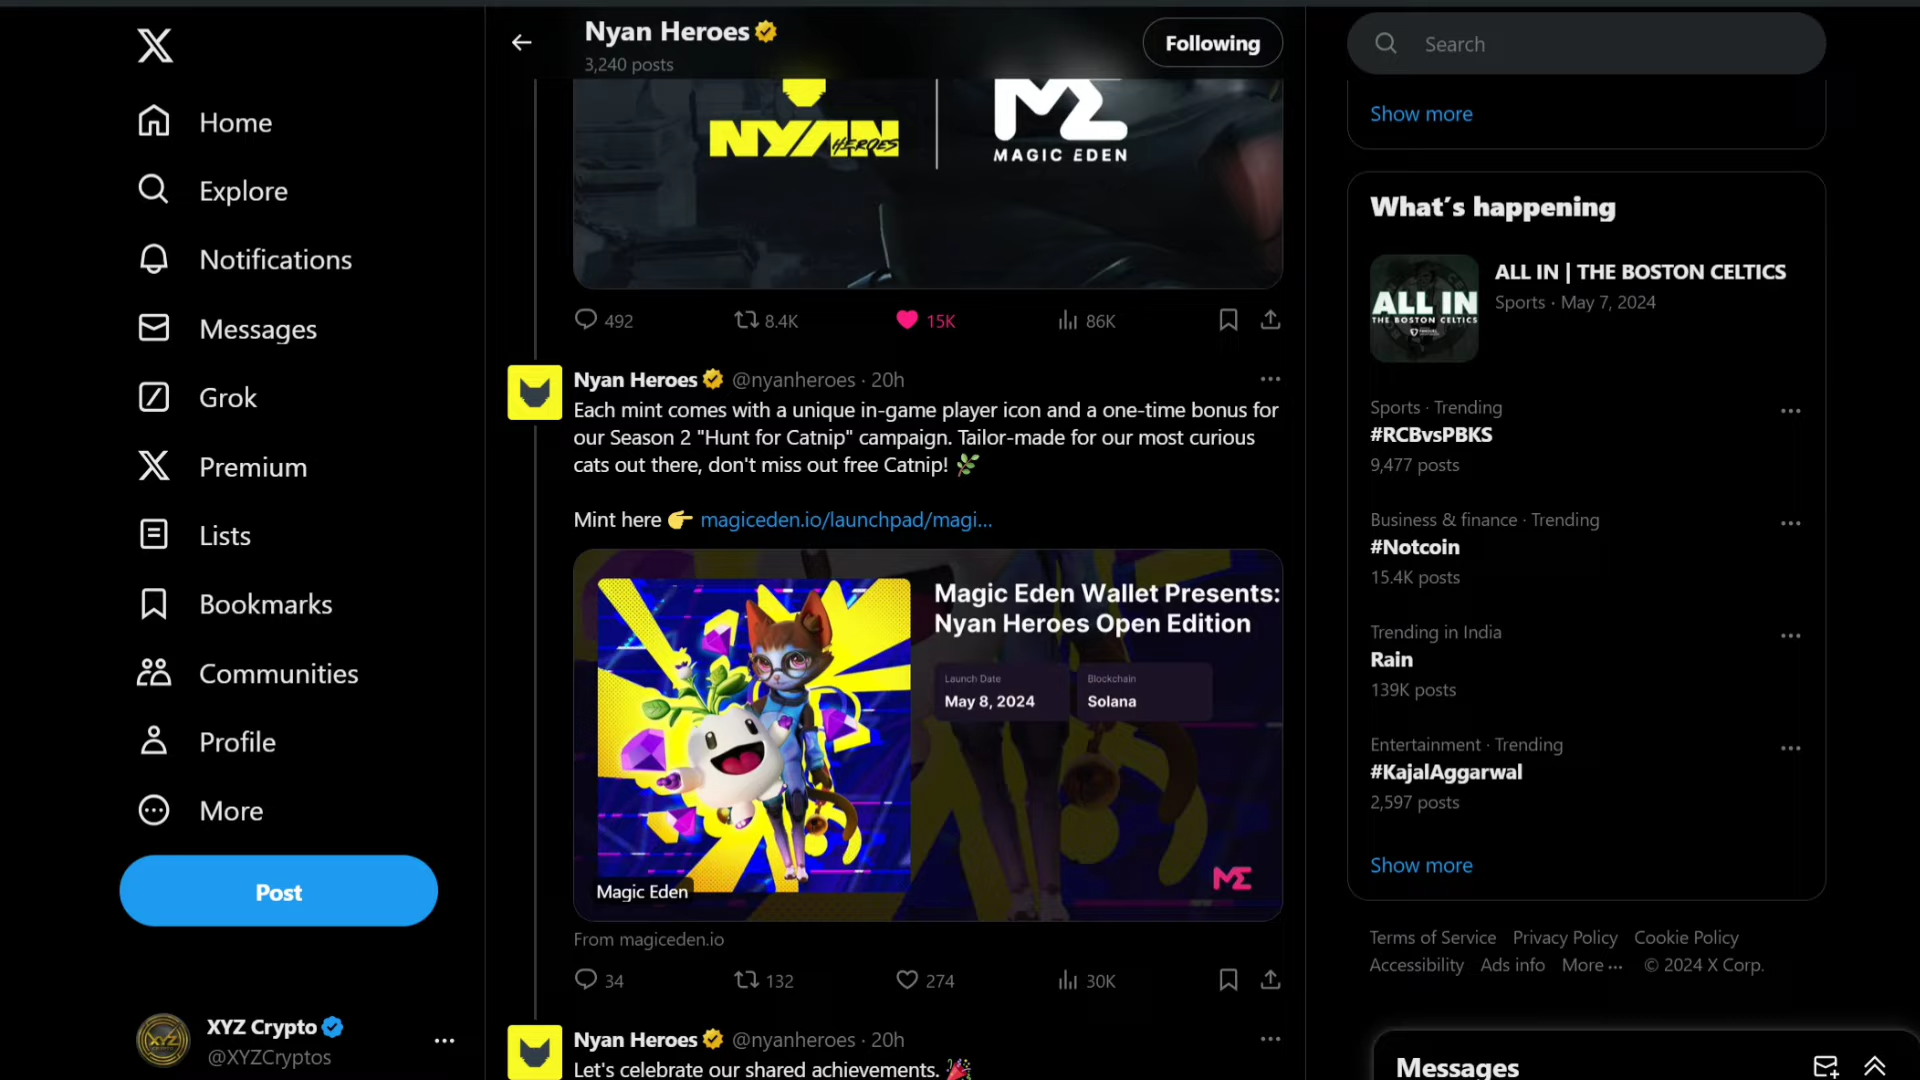 Home
Explore
Notifications
Messages
Grok
Premium
Lists
Bookmarks
Communities
Profile
More
Post
XYZ
XYZ Crypto
@XYZCryptos
Nyan Heroes
3,240 posts
Following
NYAN
HEROES
MAGIC EDEN
492
8.4K
15K
86K
Nyan Heroes @nyanheroes · 20h
Each mint comes with a unique in-game player icon and a one-time bonus for
our Season 2 "Hunt for Catnip" campaign. Tailor-made for our most curious
cats out there, don't miss out free Catnip! 🌿
Mint here 👉 magiceden.io/launchpad/magi...
Magic Eden Wallet Presents:
Nyan Heroes Open Edition
Launch Date
May 8, 2024
Blockchain
Solana
Magic Eden
ME
From magiceden.io
34
132
274
30K
Nyan Heroes @nyanheroes · 20h
Let's celebrate our shared achievements. 🎉
Search
Show more
What's happening
ALL IN
THE BOSTON CELTICS
ALL IN | THE BOSTON CELTICS
Sports · May 7, 2024
Sports · Trending
#RCBvsPBKS
9,477 posts
Business & finance · Trending
#Notcoin
15.4K posts
Trending in India
Rain
139K posts
Entertainment · Trending
#KajalAggarwal
2,597 posts
Show more
Terms of Service Privacy Policy Cookie Policy
Accessibility Ads info More ··· © 2024 X Corp.
Messages